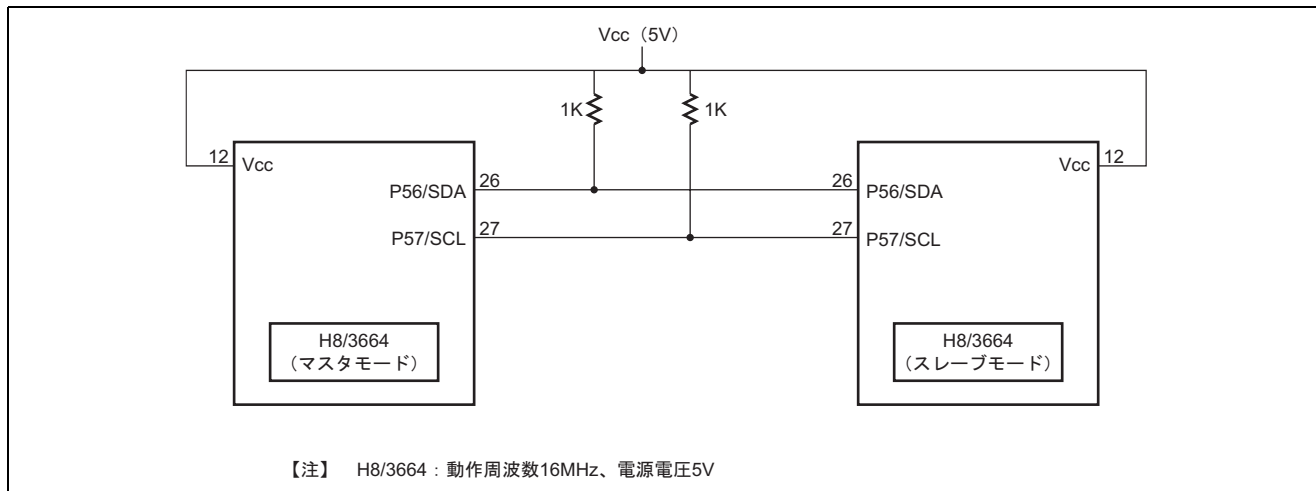 Vcc（5V）
1K
1K
12
Vcc
P56/SDA
26
P57/SCL
27
H8/3664
（マスタモード）
26
P56/SDA
27
P57/SCL
Vcc
12
H8/3664
（スレーブモード）
【注】 H8/3664：動作周波数16MHz、電源電圧5V